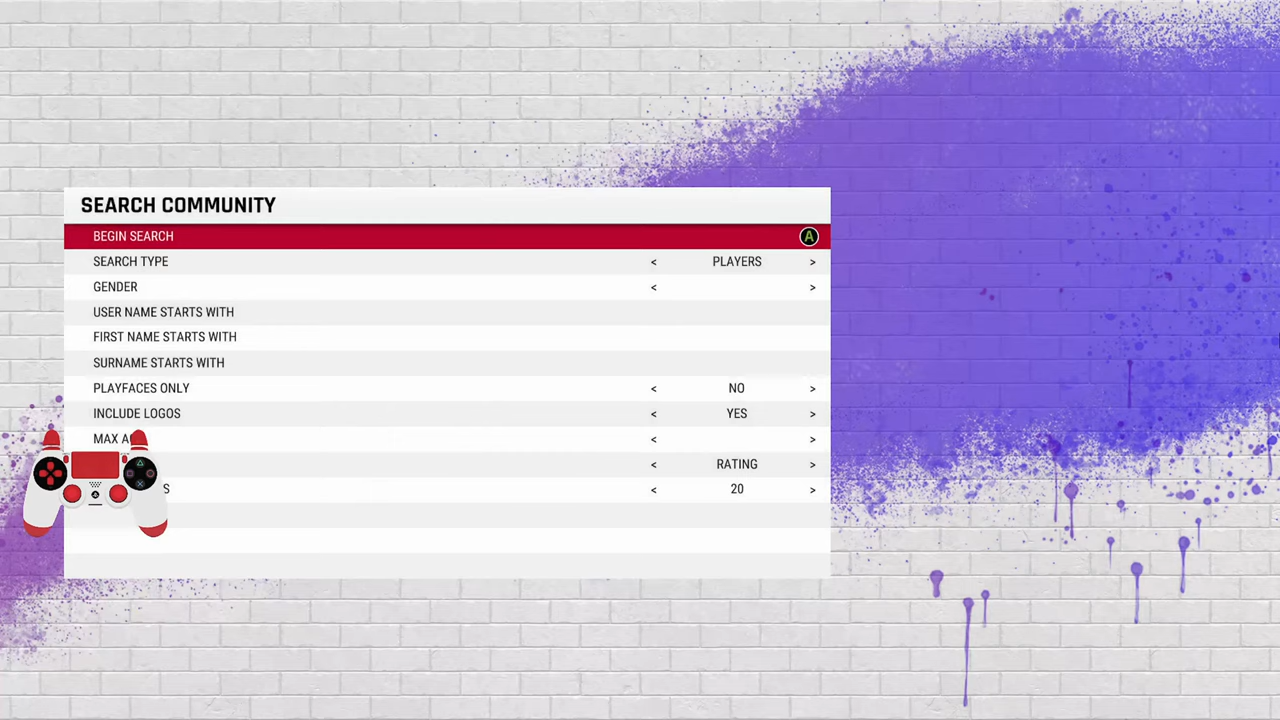 SEARCH COMMUNITY
BEGIN SEARCH A
SEARCH TYPE < PLAYERS >
GENDER < >
USER NAME STARTS WITH
FIRST NAME STARTS WITH
SURNAME STARTS WITH
PLAYFACES ONLY < NO >
INCLUDE LOGOS < YES >
MAX < >
< RATING >
< 20 >